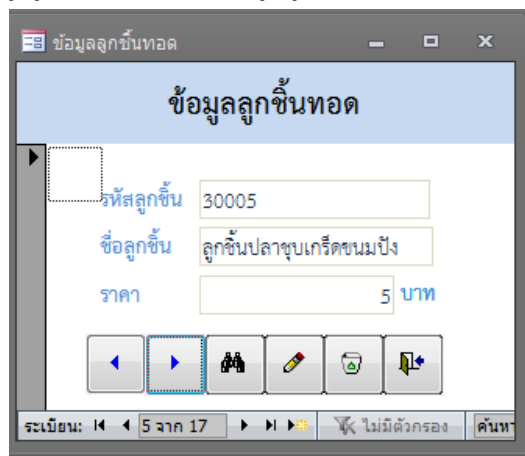 ข้อมูลลูกชิ้นทอด
ข้อมูลลูกชิ้นทอด
รหัสลูกชิ้น 30005
ชื่อลูกชิ้น ลูกชิ้นปลาชุบเกร็ดขนมปัง
ราคา 5 บาท
ระเบียน: 5 จาก 17 ไม่มีตัวกรอง